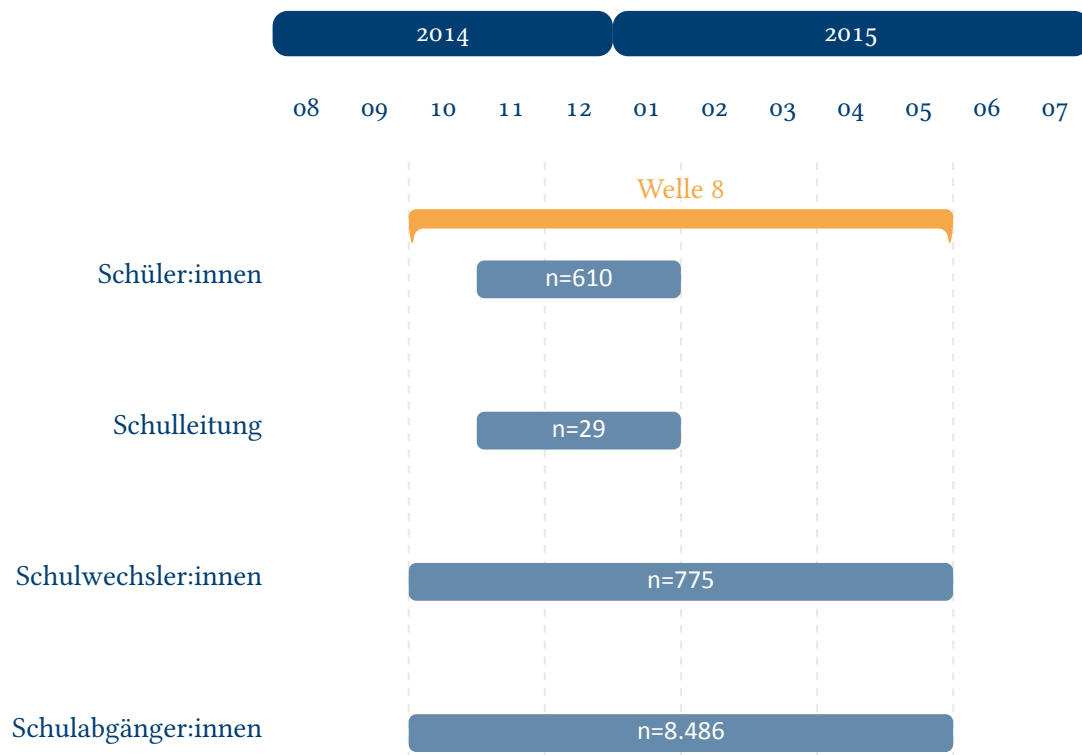 2014 2015
08 09 10 11 12 01 02 03 04 05 06 07
Welle 8
Schüler:innen n=610
Schulleitung n=29
Schulwechsler:innen n=775
Schulabgänger:innen n=8.486